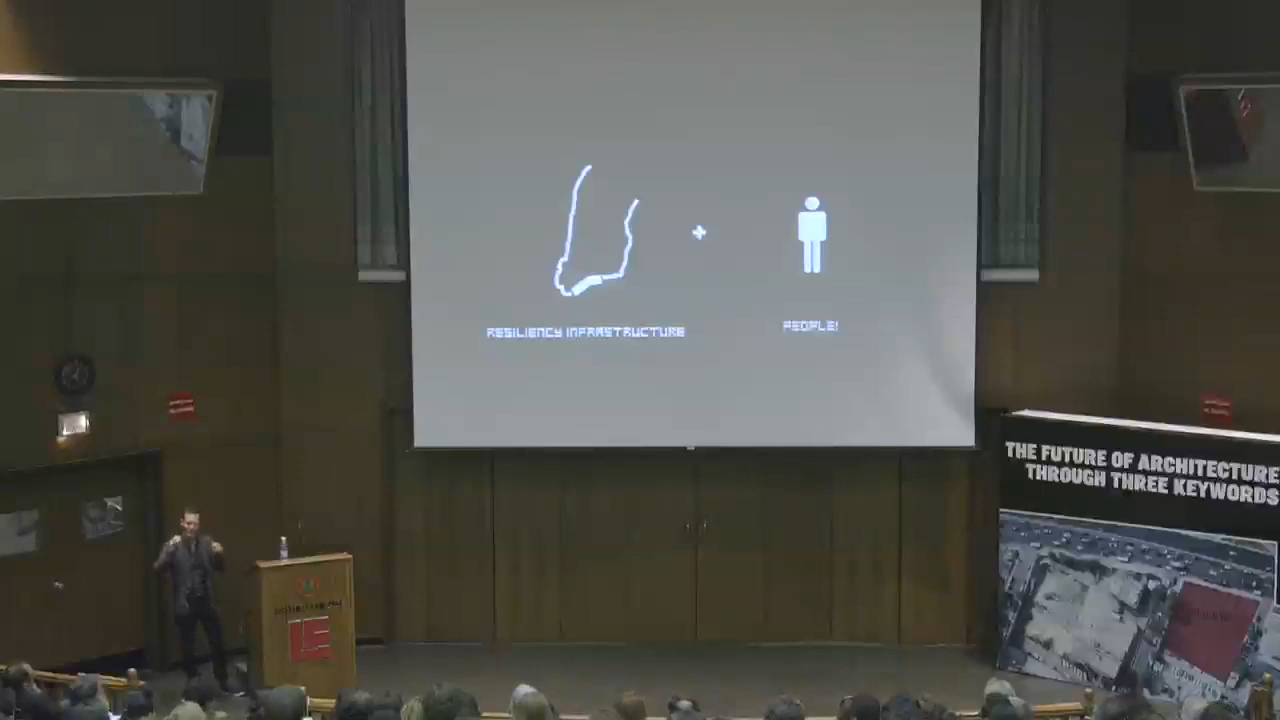 RESILIENCY INFRASTRUCTURE
PEOPLE!
THE FUTURE OF ARCHITECTURE
THROUGH THREE KEYWORDS